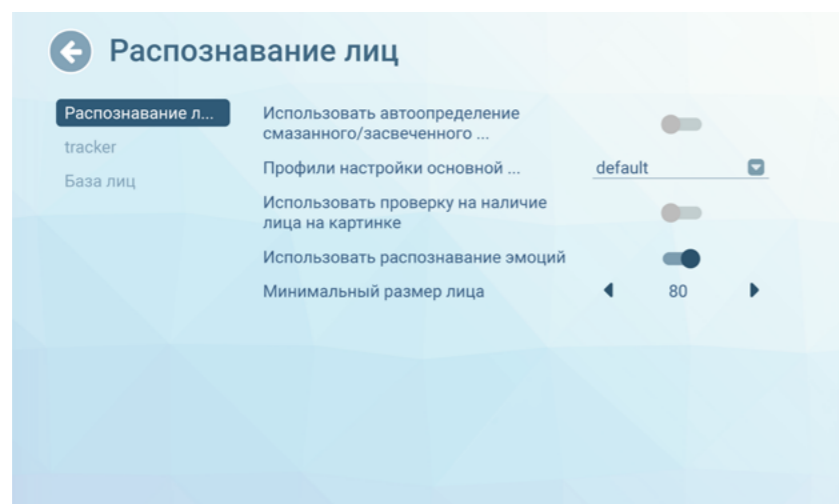 Распознавание лиц
Распознавание л...
tracker
База лиц
Использовать автоопределение
смазанного/засвеченного ...
Профили настройки основной ...
default
Использовать проверку на наличие
лица на картинке
Использовать распознавание эмоций
Минимальный размер лица
80